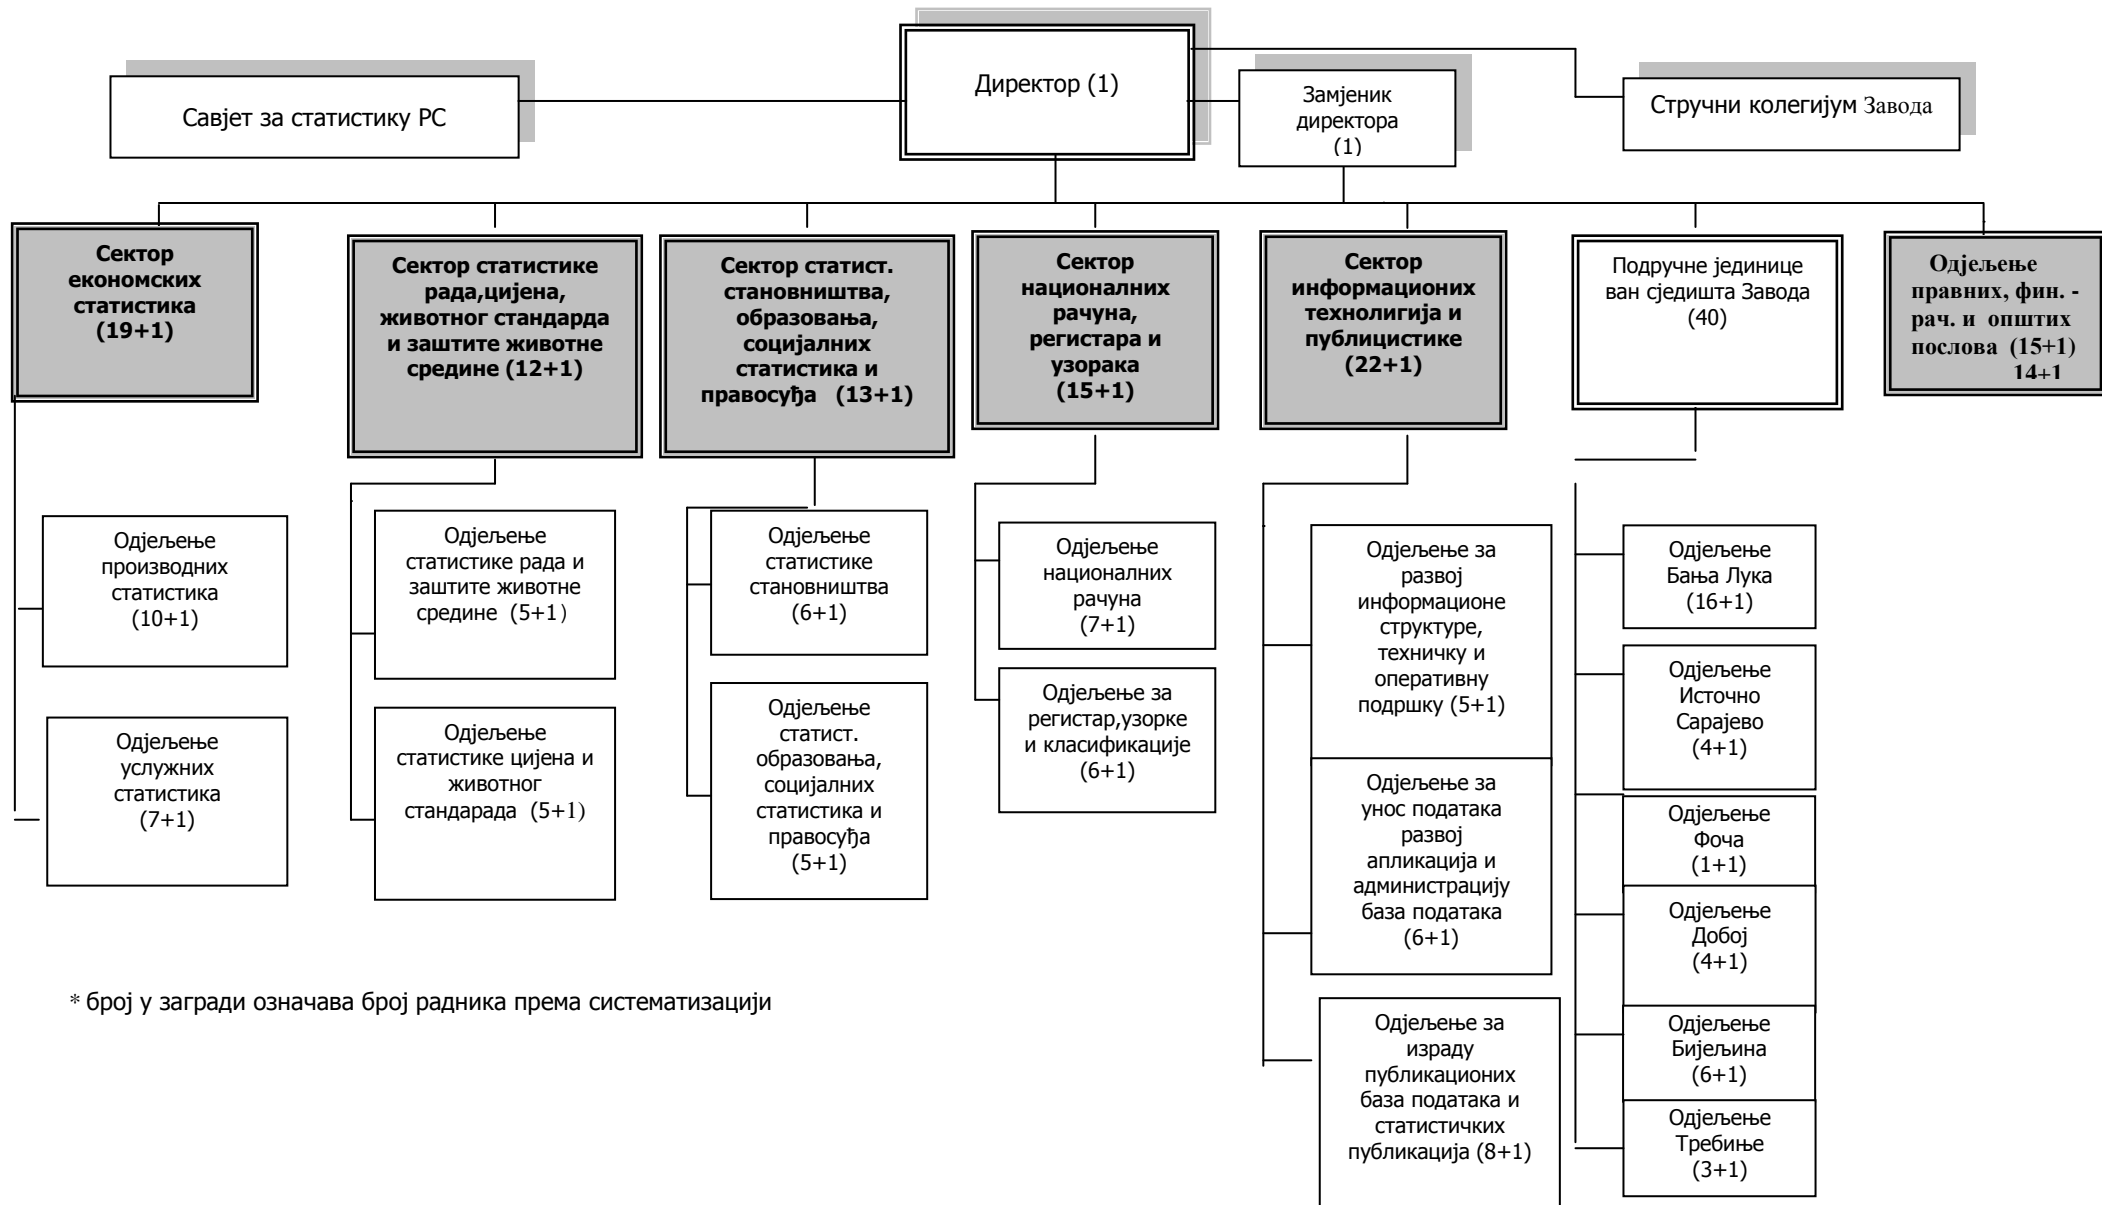 Директор (1)
Савјет за статистику РС
Замјеник
директора
(1)
Стручни колегијум Завода
Сектор
економских
статистика
(19+1)
Сектор статистике
рада,цијена,
животног стандарда
и заштите животне
средине (12+1)
Сектор статист.
становништва,
образовања,
социјалних
статистика и
правосуђа (13+1)
Сектор
националних
рачуна,
регистара и
узорака
(15+1)
Сектор
информационих
технолигија и
публицистике
(22+1)
Подручне јединице
ван сједишта Завода
(40)
Одјељење
правних, фин. -
рач. и општих
послова (15+1)
14+1
Одјељење
производних
статистика
(10+1)
Одјељење
услужних
статистика
(7+1)
Одјељење
статистике рада и
заштите животне
средине (5+1)
Одјељење
статистике цијена и
животног
стандарада (5+1)
Одјељење
статистике
становништва
(6+1)
Одјељење
статист.
образовања,
социјалних
статистика и
правосуђа
(5+1)
Одјељење
националних
рачуна
(7+1)
Одјељење за
регистар,узорке
и класификације
(6+1)
Одјељење за
развој
информационе
структуре,
техничку и
оперативну
подршку (5+1)
Одјељење за
унос података
развој
апликација и
администрацију
база података
(6+1)
Одјељење за
израду
публикационих
база података и
статистичких
публикација (8+1)
Одјељење
Бања Лука
(16+1)
Одјељење
Источно
Сарајево
(4+1)
Одјељење
Фоча
(1+1)
Одјељење
Добој
(4+1)
Одјељење
Бијељина
(6+1)
Одјељење
Требиње
(3+1)
* број у загради означава број радника према систематизацији